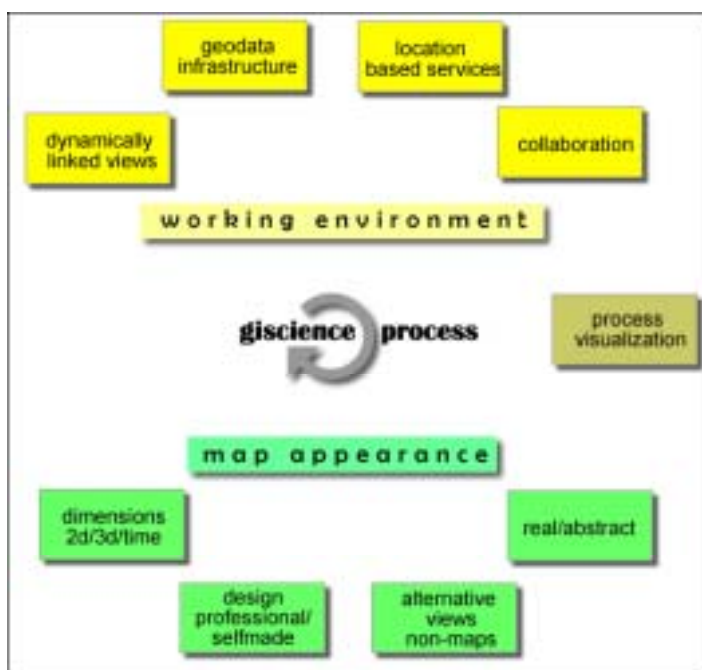 geodata
infrastructure
location
based services
dynamically
linked views
collaboration
working environment
giscience process
process
visualization
map appearance
dimensions
2d/3d/time
real/abstract
design
professional/
selfmade
alternative
views
non-maps